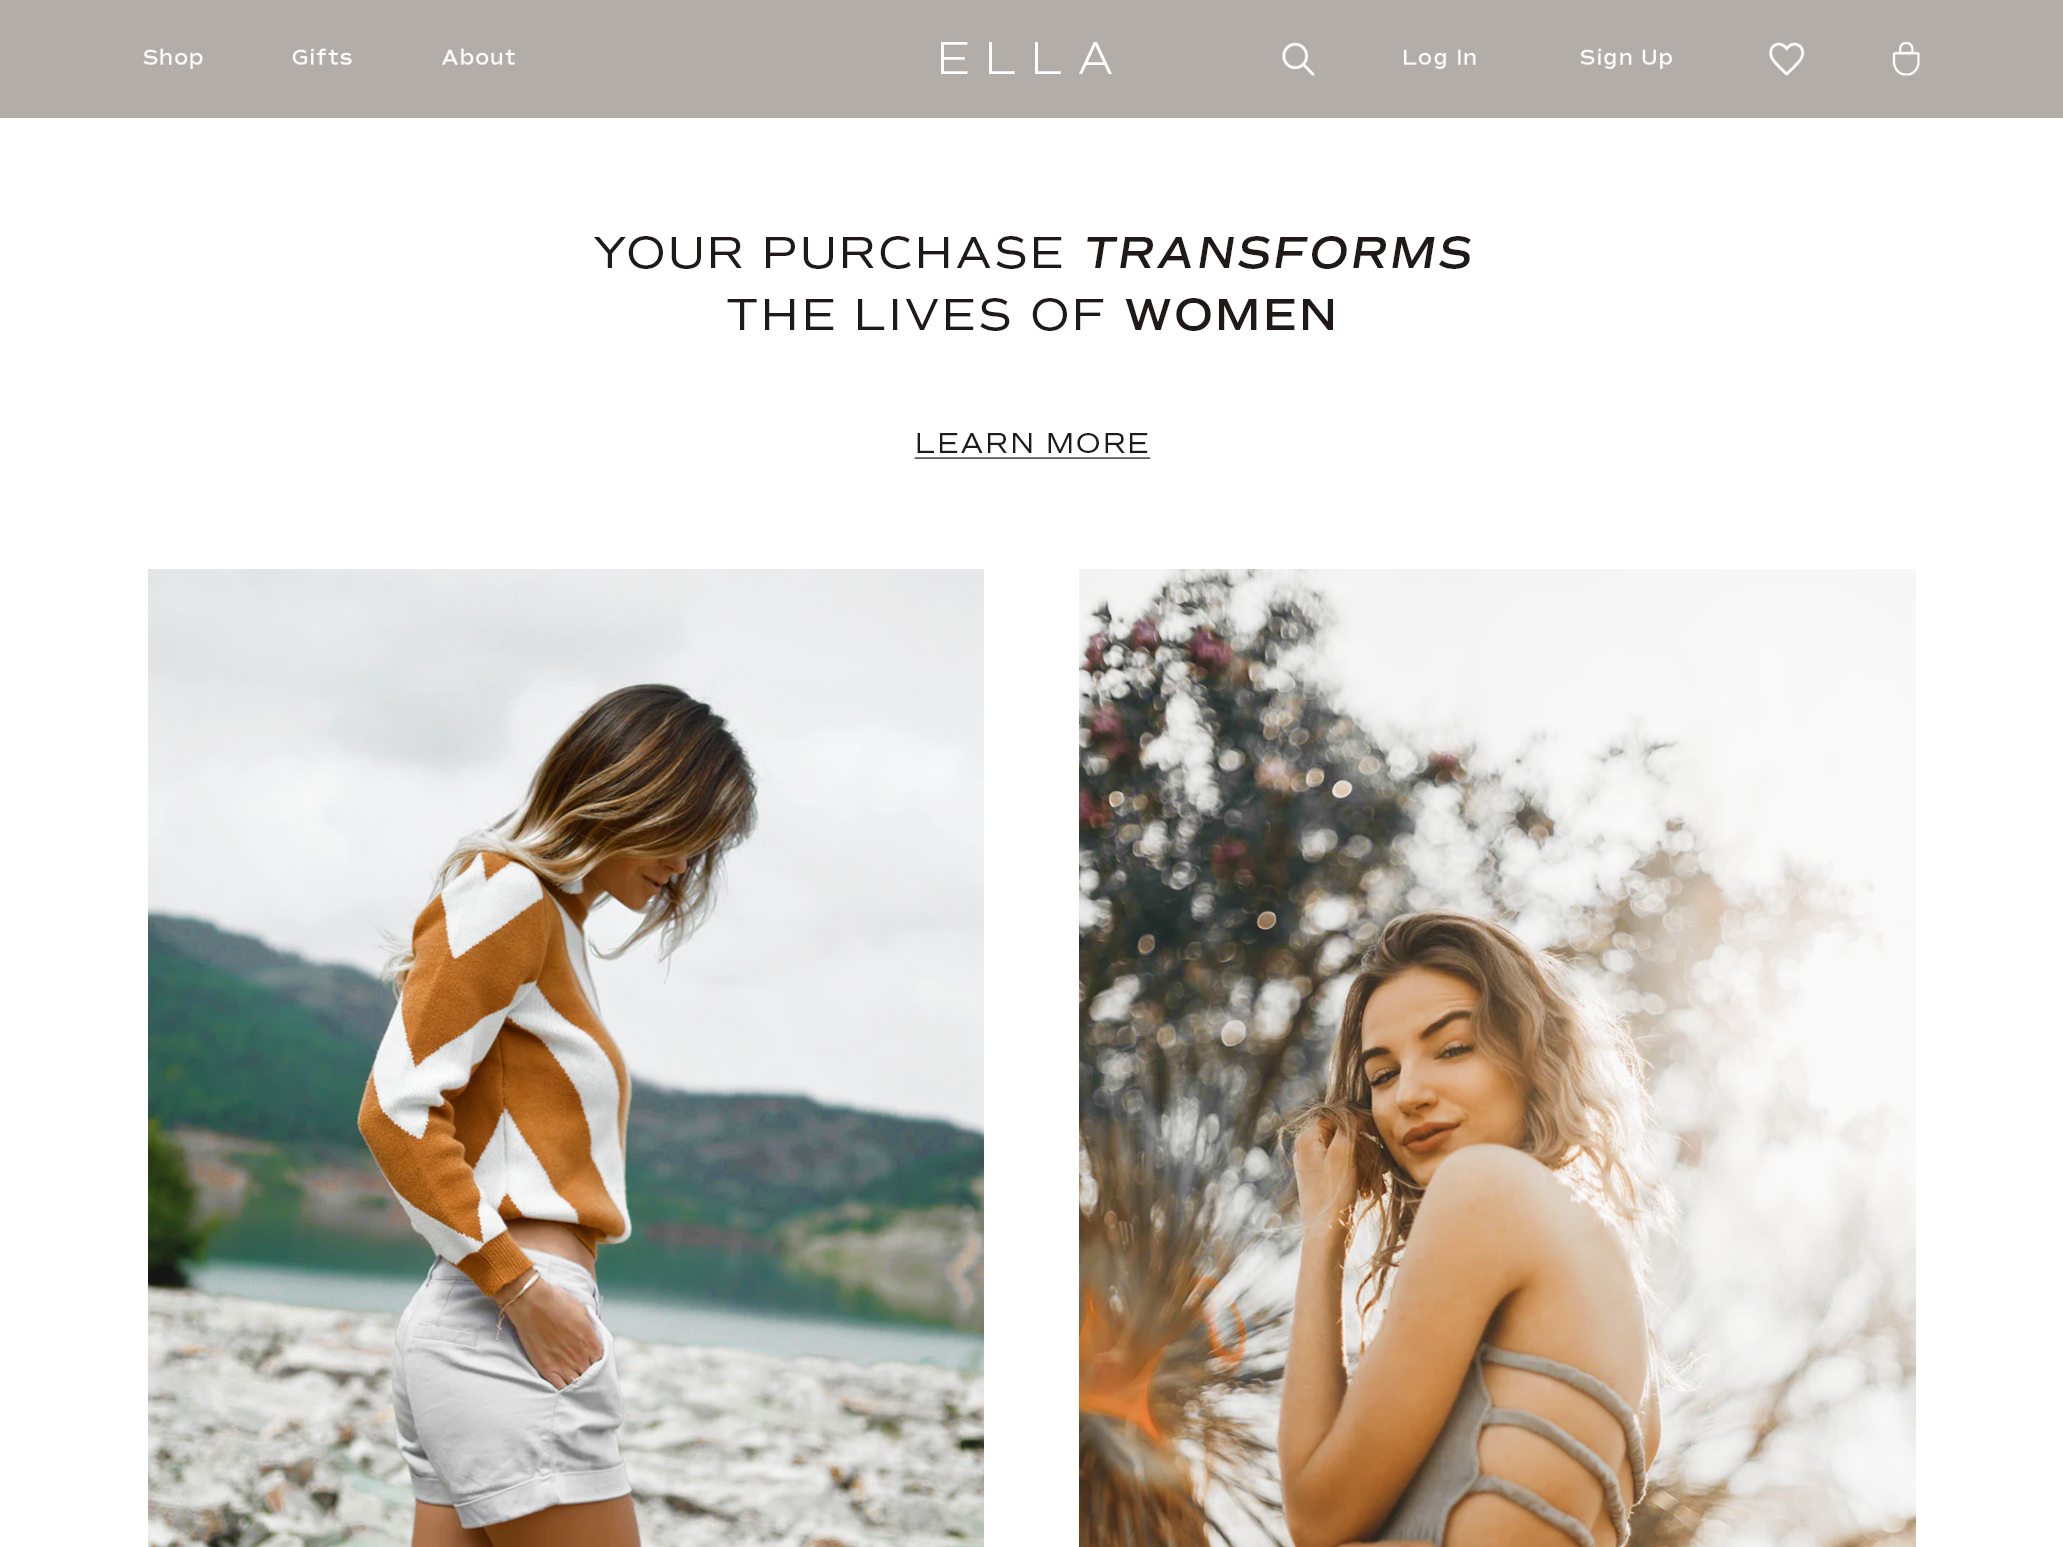 Shop
Gifts
About
ELLA
Log In
Sign Up
YOUR PURCHASE TRANSFORMS
THE LIVES OF WOMEN
LEARN MORE